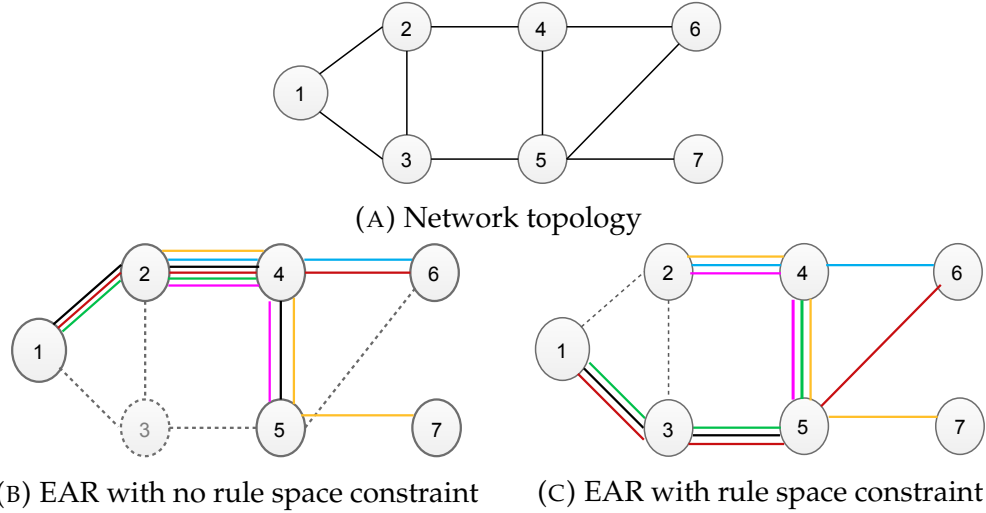 2 4 6
1
3 5 7
(A) Network topology
2 4 6 2 4 6
1 1
3 5 7 3 5 7
(B) EAR with no rule space constraint
(C) EAR with rule space constraint